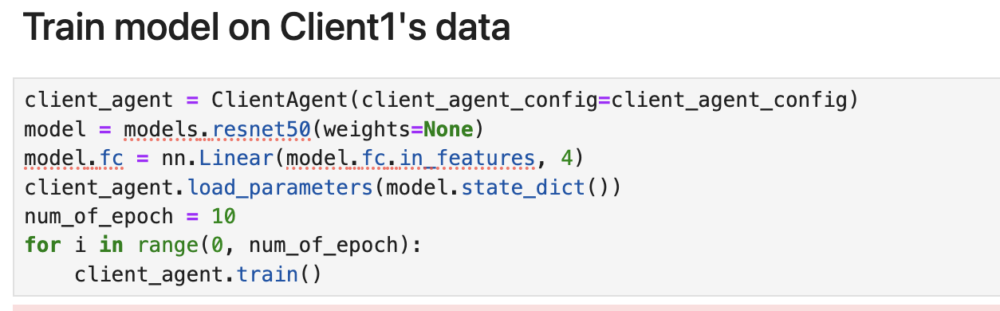 Train model on Client1's data
client_agent = ClientAgent(client_agent_config=client_agent_config)
model = models.resnet50(weights=None)
model.fc = nn.Linear(model.fc.in_features, 4)
client_agent.load_parameters(model.state_dict())
num_of_epoch = 10
for i in range(0, num_of_epoch):
    client_agent.train()